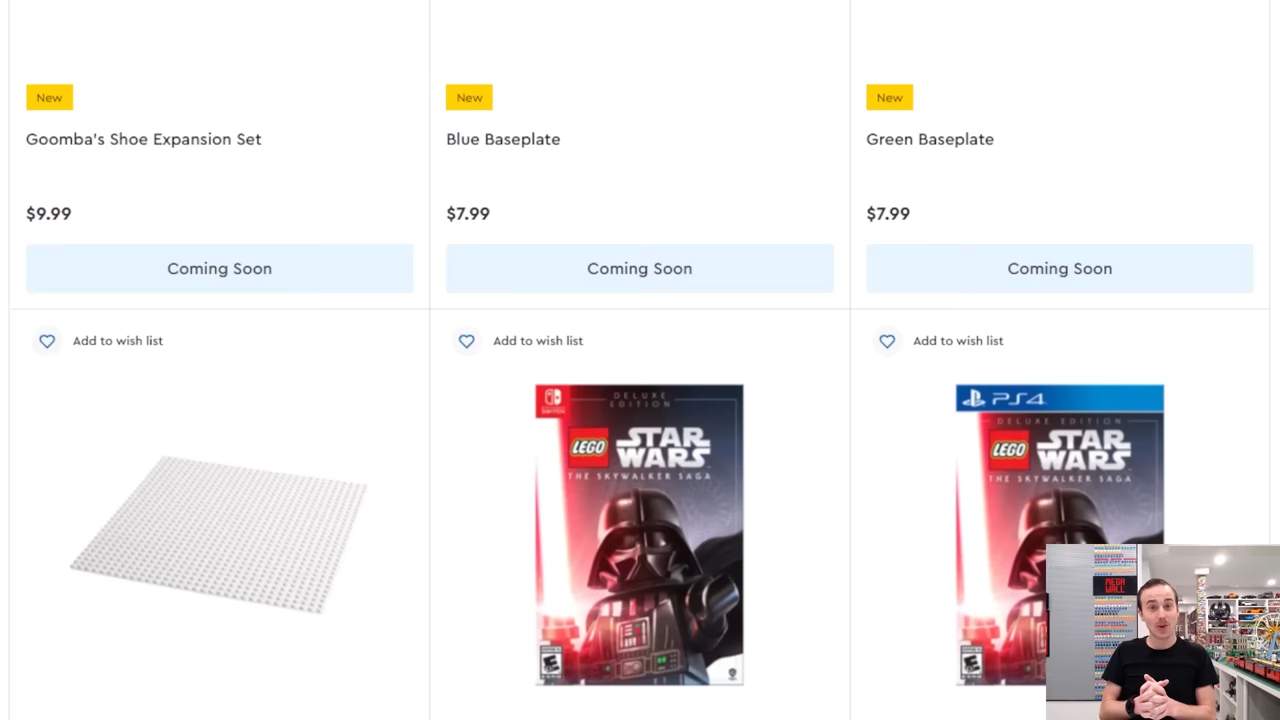 New
New
New
Goomba's Shoe Expansion Set
Blue Baseplate
Green Baseplate
$9.99
$7.99
$7.99
Coming Soon
Coming Soon
Coming Soon
Add to wish list
Add to wish list
Add to wish list
DELUXE
EDITION
LEGO
STAR
WARS
THE SKYWALKER SAGA
E
PS4
DELUXE EDITION
LEGO
STAR
WARS
THE SKYWALKER SAGA
E
MEGA
WALL